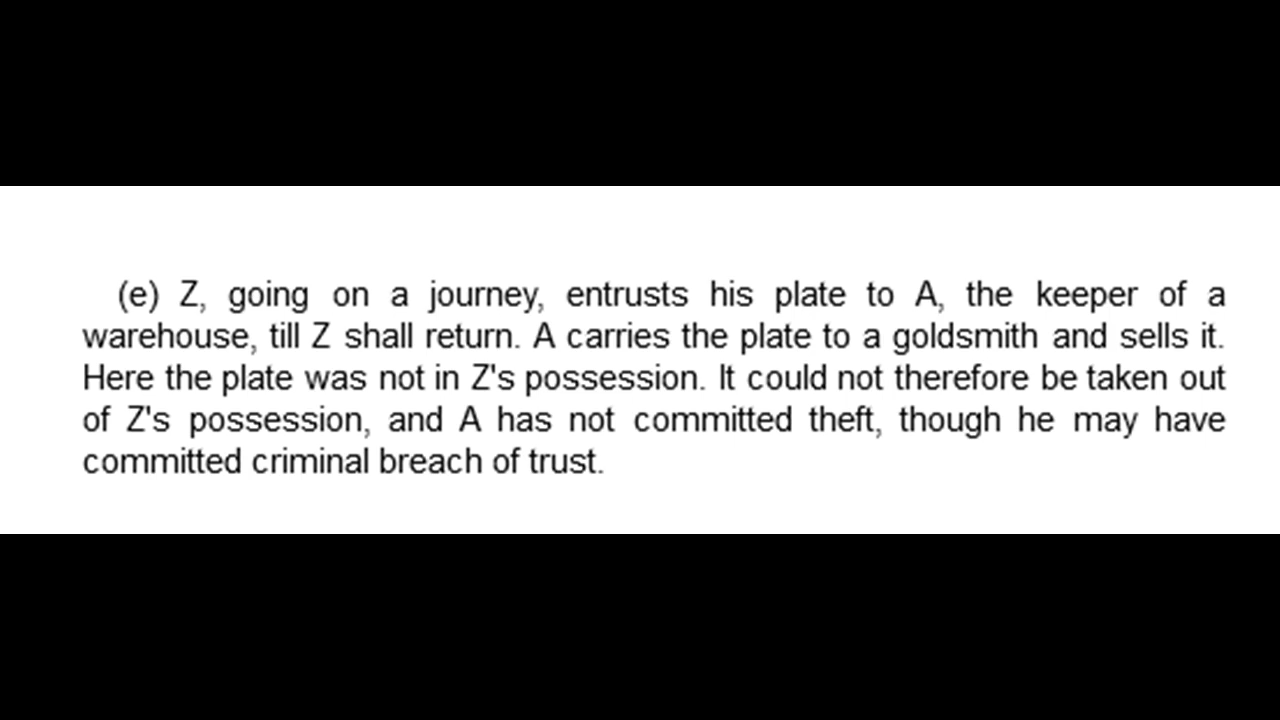 (e) Z, going on a journey, entrusts his plate to A, the keeper of a
warehouse, till Z shall return. A carries the plate to a goldsmith and sells it.
Here the plate was not in Z's possession. It could not therefore be taken out
of Z's possession, and A has not committed theft, though he may have
committed criminal breach of trust.